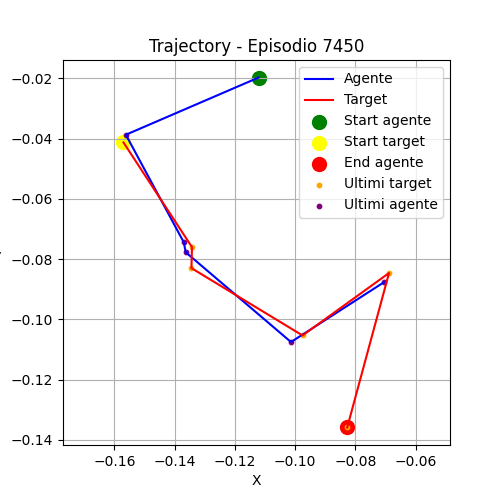 Trajectory - Episodio 7450
Agente
Target
Start agente
Start target
End agente
Ultimi target
Ultimi agente
−0.02
−0.04
−0.06
−0.08
−0.10
−0.12
−0.14
−0.16
−0.14
−0.12
−0.10
−0.08
−0.06
X